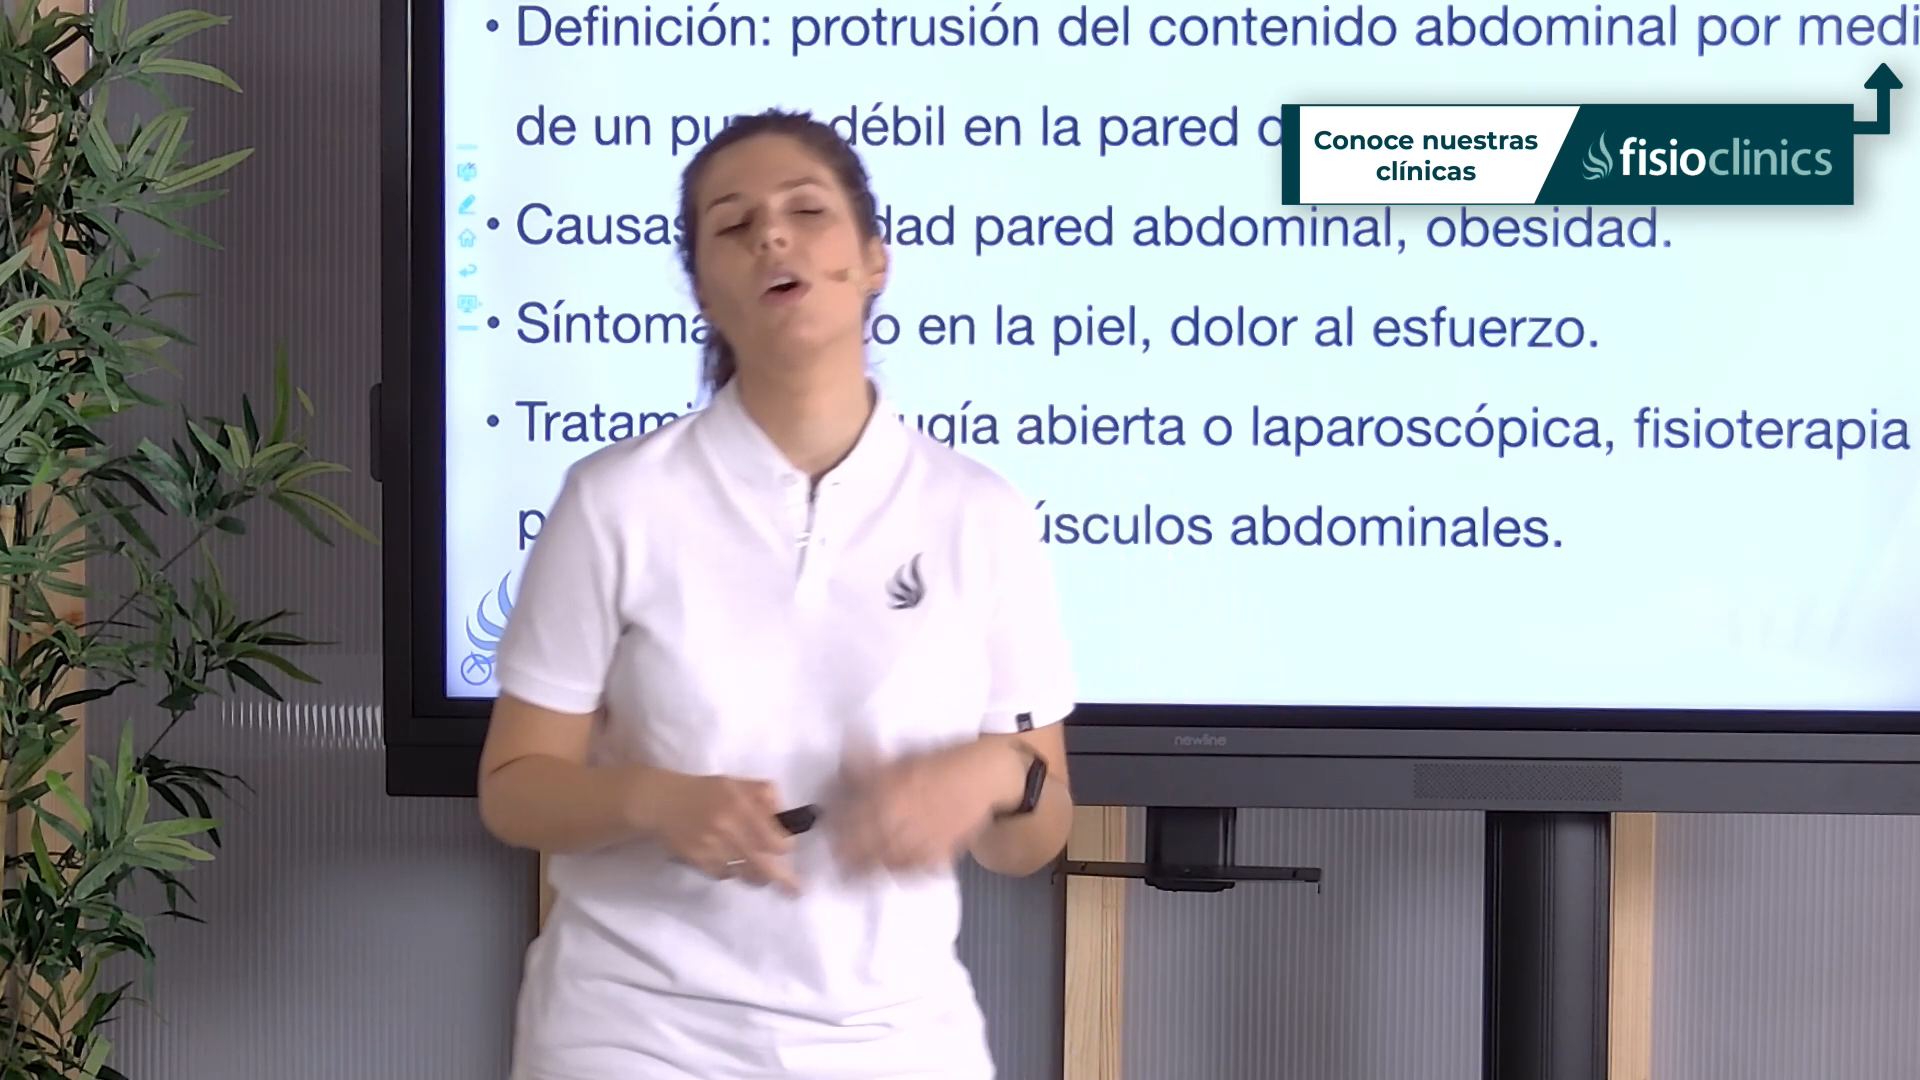 • Definición: protrusión del contenido abdominal por medi
de un débil en la pared
Conoce nuestras
clínicas
fisioclinics
• Causas dad pared abdominal, obesidad.
• Síntoma o en la piel, dolor al esfuerzo.
• Tratam ugía abierta o laparoscópica, fisioterapia
p úsculos abdominales.
newline